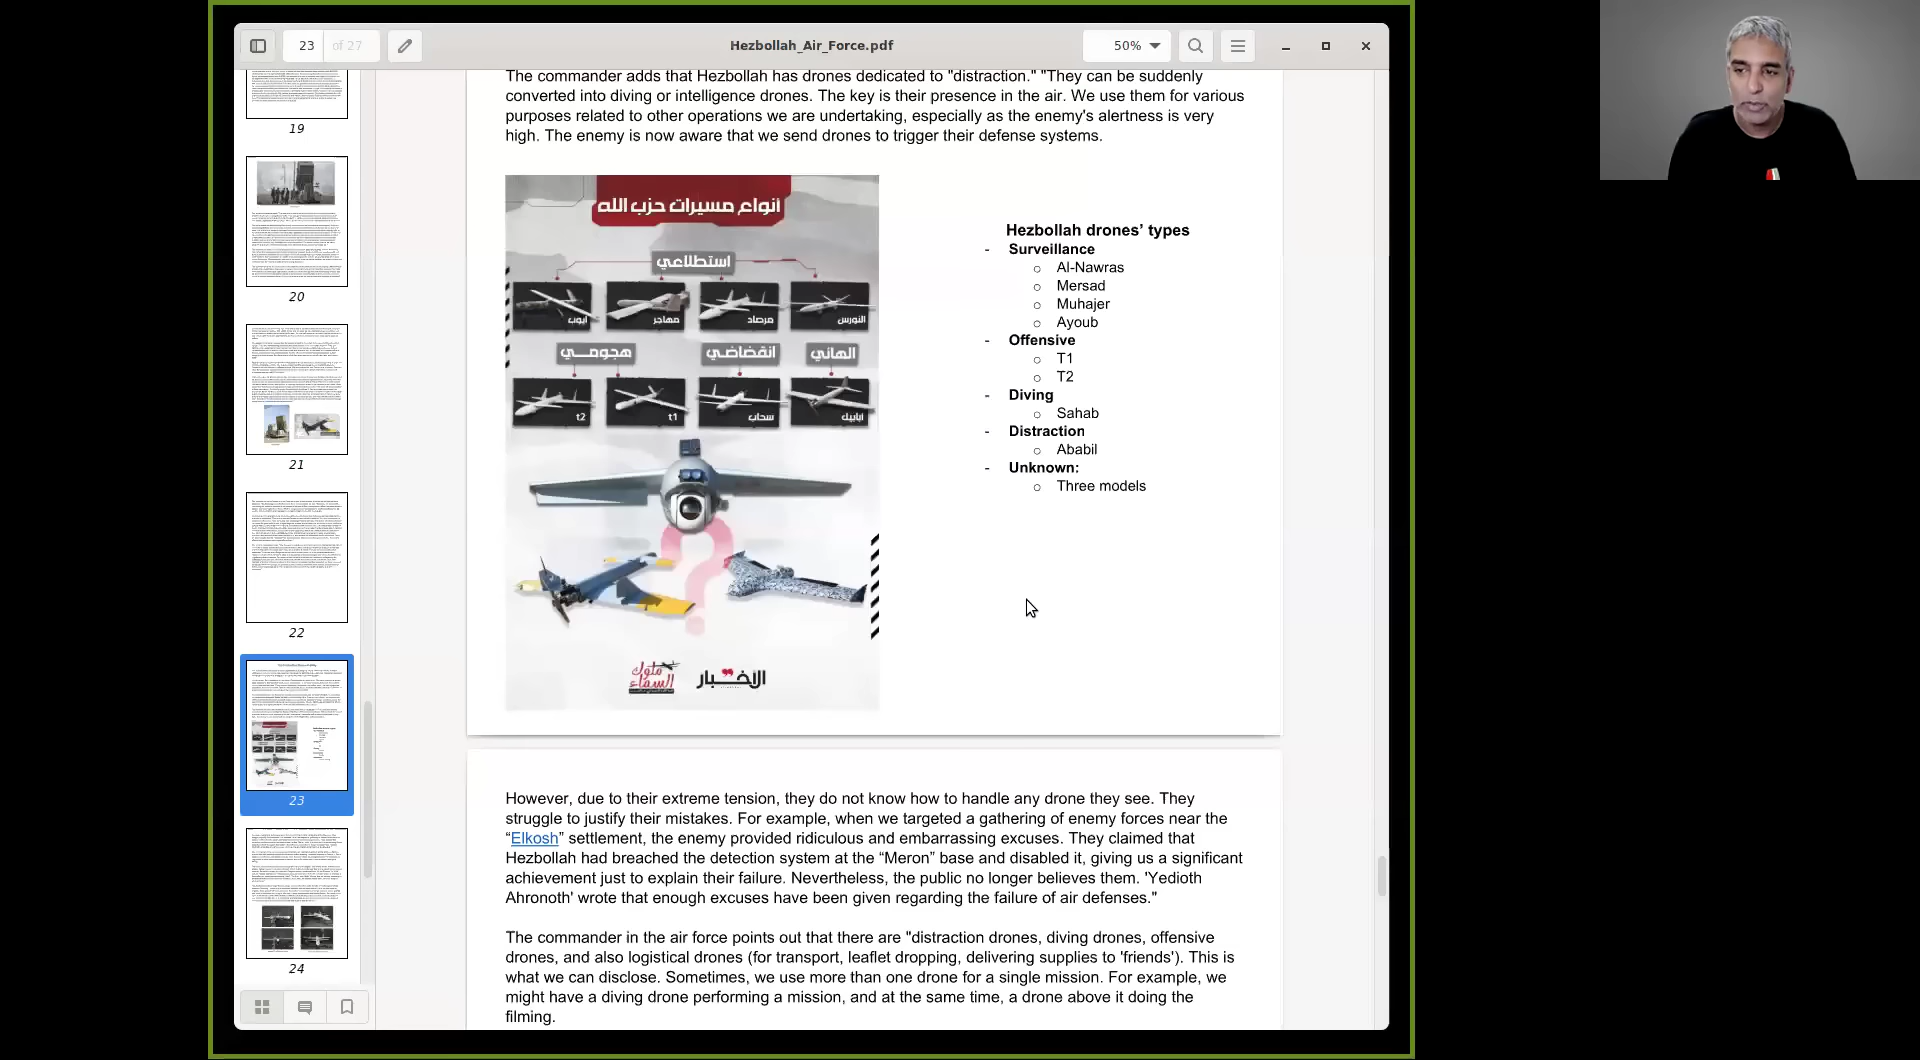 23 of 27
Hezbollah_Air_Force.pdf
50%
19
20
21
22
23
24
The commander adds that Hezbollah has drones dedicated to "distraction." "They can be suddenly
converted into diving or intelligence drones. The key is their presence in the air. We use them for various
purposes related to other operations we are undertaking, especially as the enemy's alertness is very
high. The enemy is now aware that we send drones to trigger their defense systems.
أنواع مسيرات حزب الله
استطلاعي
النورس
مرصاد
مهاجر
أيوب
الهائي
انقضاضي
هجومي
أبابيل
سحاب
t1
t2
ملوك
السماء
الأخبار
Hezbollah drones’ types
- Surveillance
○ Al-Nawras
○ Mersad
○ Muhajer
○ Ayoub
- Offensive
○ T1
○ T2
- Diving
○ Sahab
- Distraction
○ Ababil
- Unknown:
○ Three models
However, due to their extreme tension, they do not know how to handle any drone they see. They
struggle to justify their mistakes. For example, when we targeted a gathering of enemy forces near the
“Elkosh” settlement, the enemy provided ridiculous and embarrassing excuses. They claimed that
Hezbollah had breached the detection system at the “Meron” base and disabled it, giving us a significant
achievement just to explain their failure. Nevertheless, the public no longer believes them. 'Yedioth
Ahronoth' wrote that enough excuses have been given regarding the failure of air defenses."
The commander in the air force points out that there are "distraction drones, diving drones, offensive
drones, and also logistical drones (for transport, leaflet dropping, delivering supplies to 'friends'). This is
what we can disclose. Sometimes, we use more than one drone for a single mission. For example, we
might have a diving drone performing a mission, and at the same time, a drone above it doing the
filming.